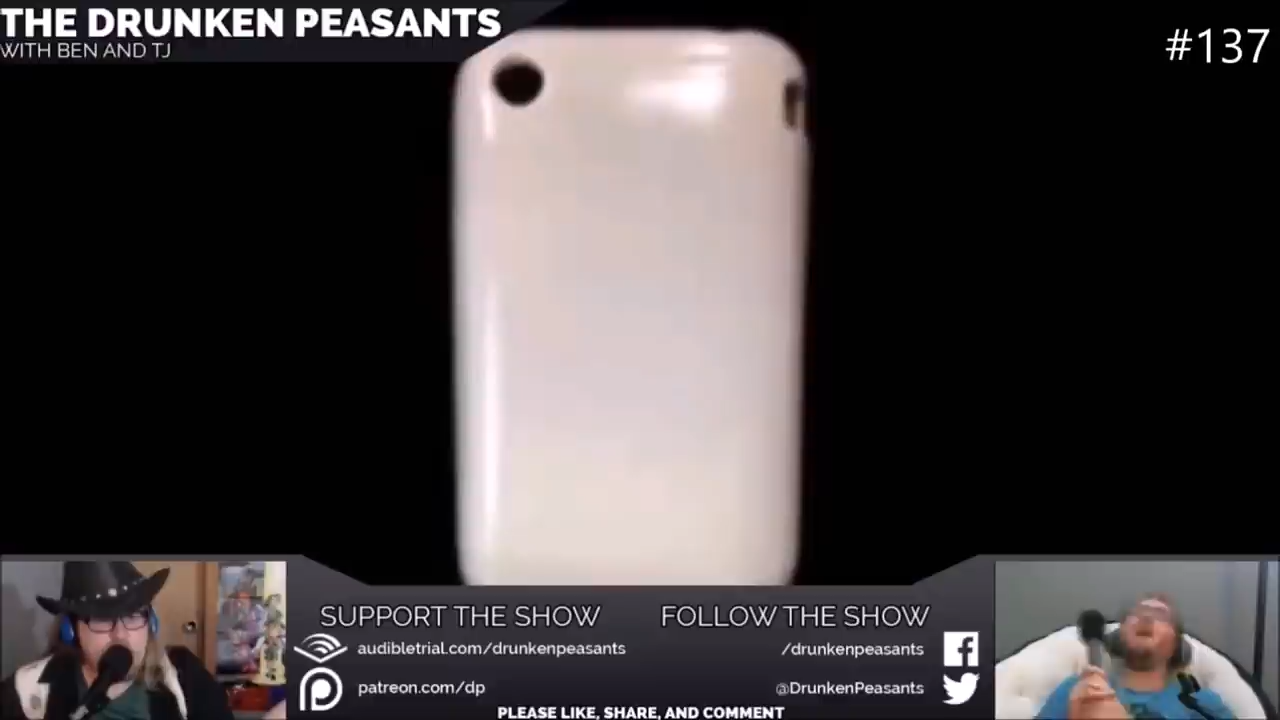 THE DRUNKEN PEASANTS
WITH BEN AND TJ
#137
SUPPORT THE SHOW
audibletrial.com/drunkenpeasants
patreon.com/dp
FOLLOW THE SHOW
/drunkenpeasants
@DrunkenPeasants
PLEASE LIKE, SHARE, AND COMMENT